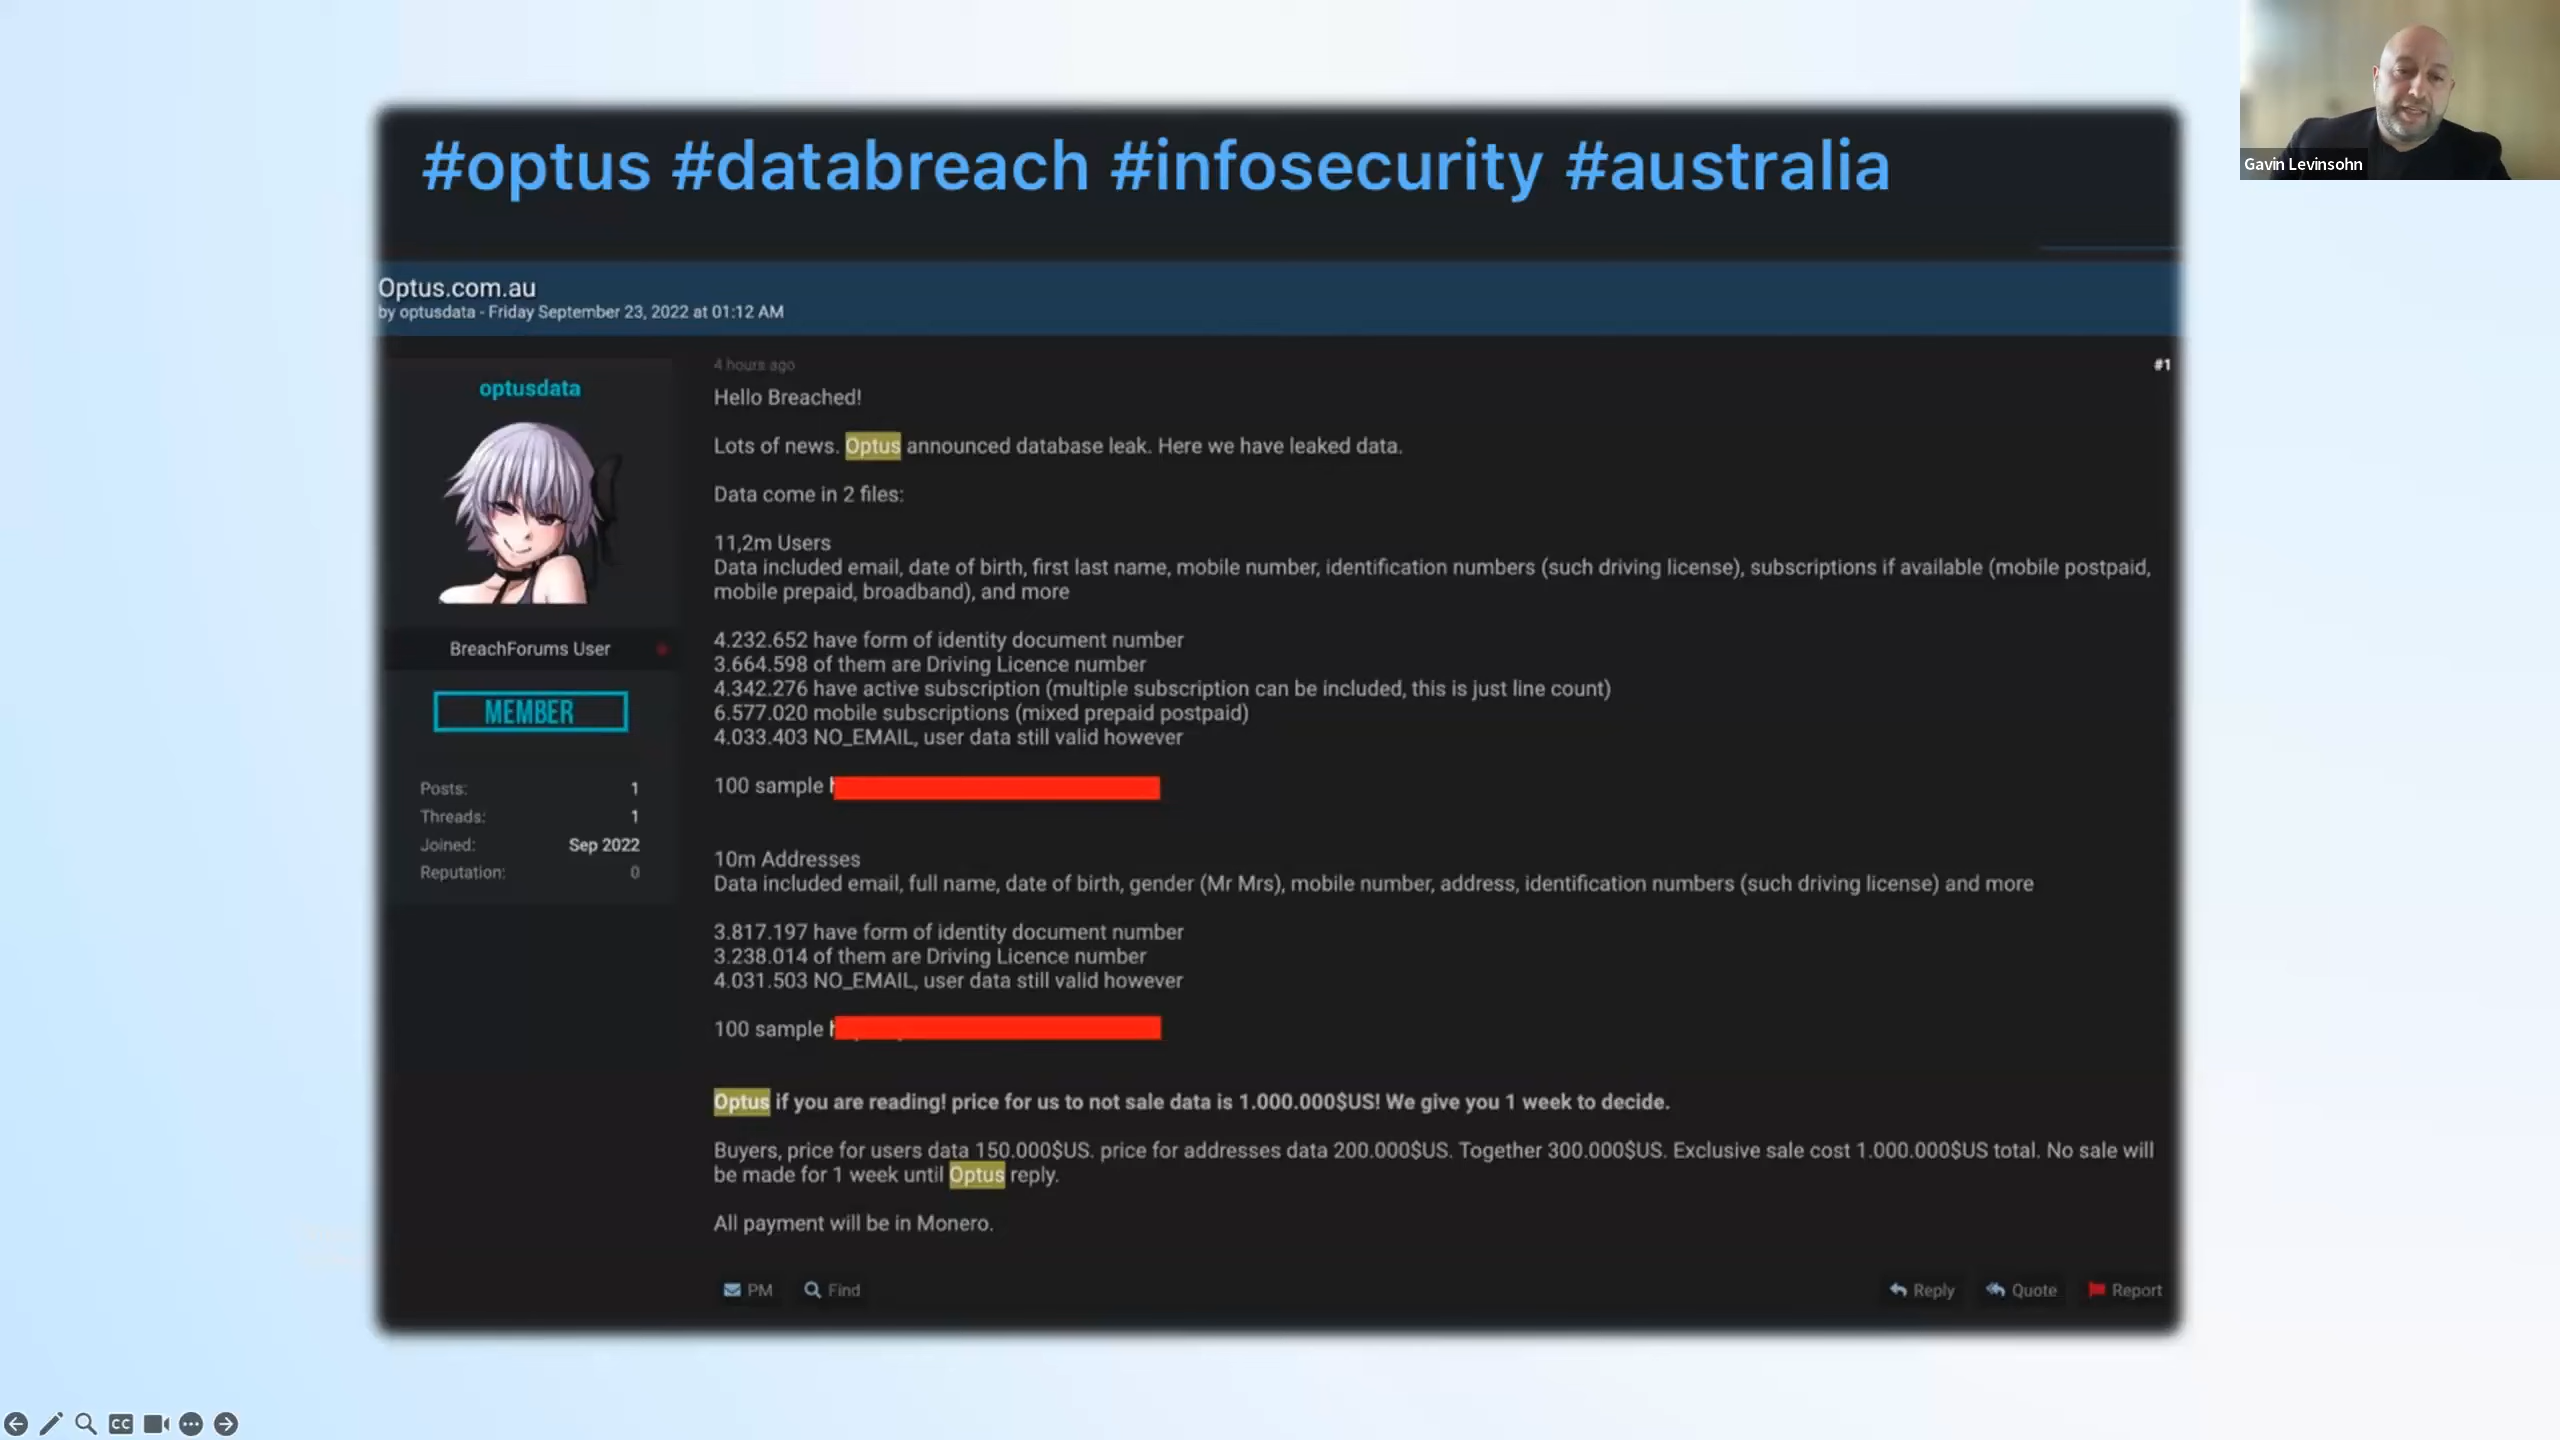 #optus #databreach #infosecurity #australia
Gavin Levinsohn
Optus.com.au
by optusdata - Friday September 23, 2022 at 01:12 AM
optusdata
BreachForums User
MEMBER
Posts: 1
Threads: 1
Joined: Sep 2022
Reputation: 0
4 hours ago
#1
Hello Breached!
Lots of news. Optus announced database leak. Here we have leaked data.
Data come in 2 files:
11,2m Users
Data included email, date of birth, first last name, mobile number, identification numbers (such driving license), subscriptions if available (mobile postpaid,
mobile prepaid, broadband), and more
4.232.652 have form of identity document number
3.664.598 of them are Driving Licence number
4.342.276 have active subscription (multiple subscription can be included, this is just line count)
6.577.020 mobile subscriptions (mixed prepaid postpaid)
4.033.403 NO_EMAIL, user data still valid however
100 sample
10m Addresses
Data included email, full name, date of birth, gender (Mr Mrs), mobile number, address, identification numbers (such driving license) and more
3.817.197 have form of identity document number
3.238.014 of them are Driving Licence number
4.031.503 NO_EMAIL, user data still valid however
100 sample
Optus if you are reading! price for us to not sale data is 1.000.000$US! We give you 1 week to decide.
Buyers, price for users data 150.000$US. price for addresses data 200.000$US. Together 300.000$US. Exclusive sale cost 1.000.000$US total. No sale will
be made for 1 week until Optus reply.
All payment will be in Monero.
PM Find Reply Quote Report
CC